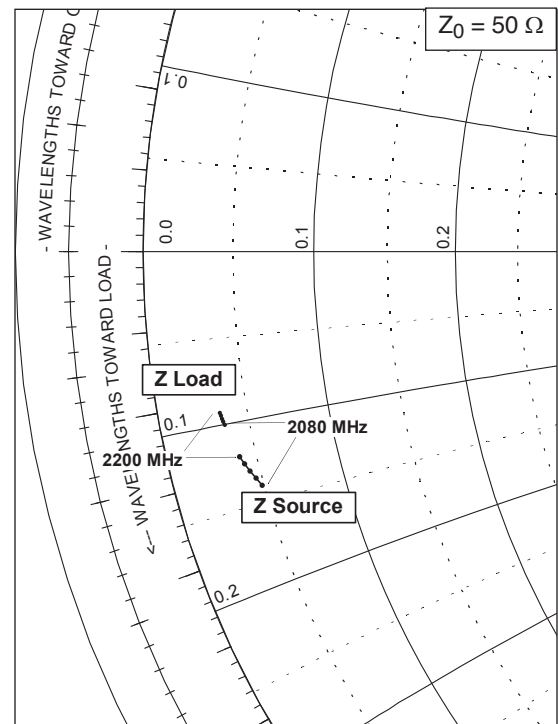 Z0 = 50 Ω
- WAVELENGTHS TOWARD
0.1
0.0
0.1
0.2
<--- WAVELENGTHS TOWARD LOAD -
Z Load
0.1
2080 MHz
2200 MHz
Z Source
0.2